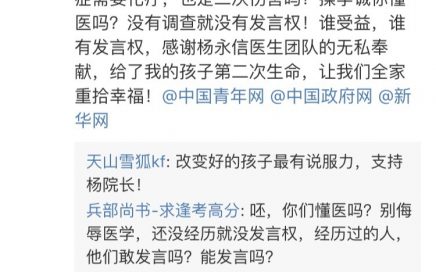 症需要化疗，也是二次伤害吗？操学诚你懂
医吗？没有调查就没有发言权！谁受益，谁
有发言权，感谢杨永信医生团队的无私奉
献，给了我的孩子第二次生命，让我们全家
重拾幸福！@中国青年网 @中国政府网 @新
华网
天山雪狐kf: 改变好的孩子最有说服力，支持
杨院长！
兵部尚书-求逢考高分: 呸，你们懂医吗？别侮
辱医学，还没经历就没发言权，经历过的人，
他们敢发言吗？能发言吗？